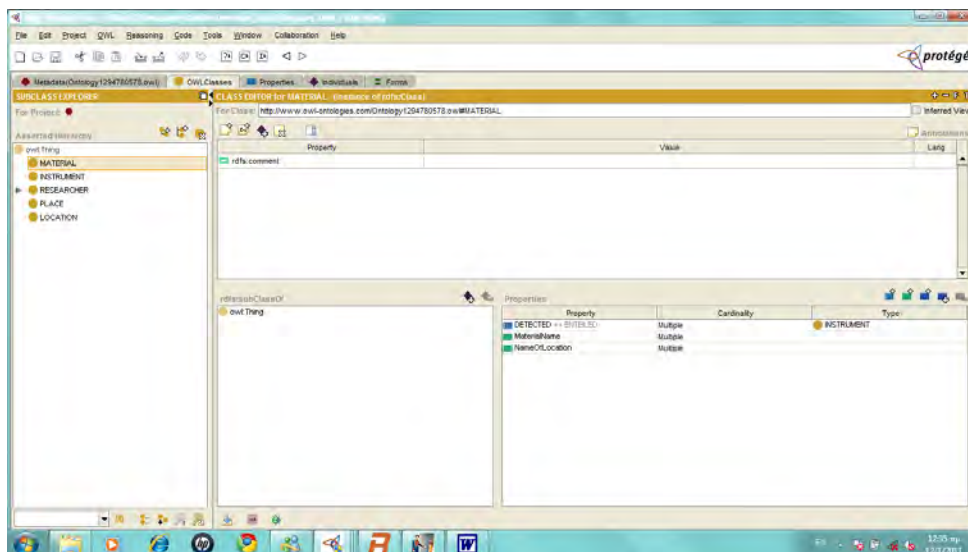 File Edit Project OWL Reasoning Code Tools Window Collaboration Help
protégé
Metadata(Ontology1294780578.owl) OWLClasses Properties Individuals Forms
SUBCLASS EXPLORER
CLASS EDITOR for MATERIAL (instance of rdfs:Class)
For Project:
For Class: http://www.owl-ontologies.com/Ontology1294780578.owl#MATERIAL
Inferred View
Asserted Hierarchy
Annotations
Property Value Lang
owl:Thing
rdfs:comment
MATERIAL
INSTRUMENT
RESEARCHER
PLACE
LOCATION
rdfs:subClassOf
Properties
owl:Thing
Property Cardinality Type
DETECTED Multiple INSTRUMENT
MaterialName Multiple
NameOfLocation Multiple
EN 12:05